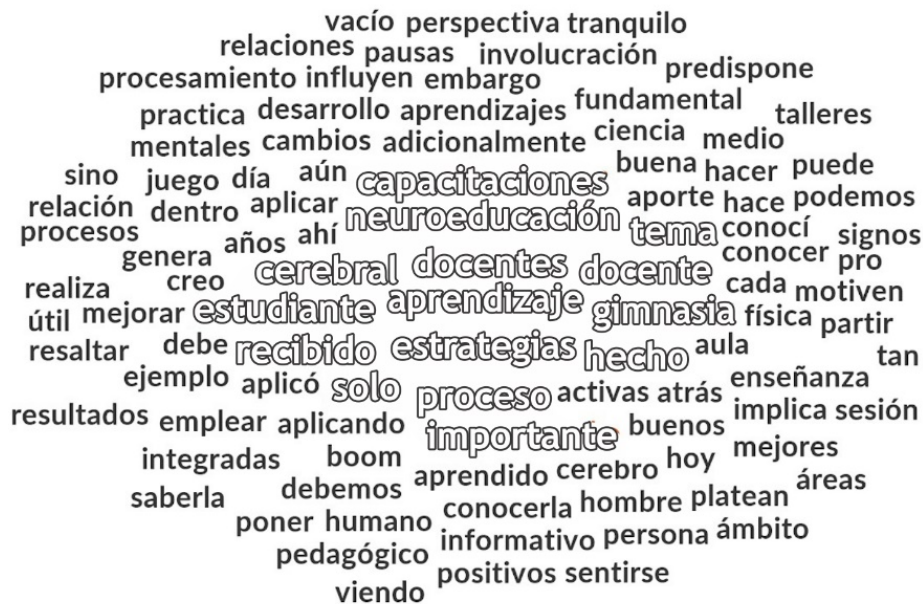 vacío perspectiva tranquilo
relaciones pausas involucración predispone
procesamiento influyen embargo
practica desarrollo aprendizajes fundamental talleres
mentales cambios adicionalmente ciencia medio
sino juego día aún capacitaciones buena hacer puede
relación dentro aplicar neuroeducación aporte hace podemos
procesos genera años ahí tema conocí signos
realiza creo cerebral docentes docente conocer pro
útil mejorar estudiante aprendizaje gimnasia cada motiven
física partir
resaltar debe recibido estrategias hecho aula tan
ejemplo aplicó solo proceso activas atrás enseñanza
resultados emplear aplicando importante buenos implica sesión
integradas boom aprendido cerebro hoy mejores
saberla debemos conocerla hombre platean áreas
poner humano informativo persona ámbito
pedagógico positivos sentirse
viendo